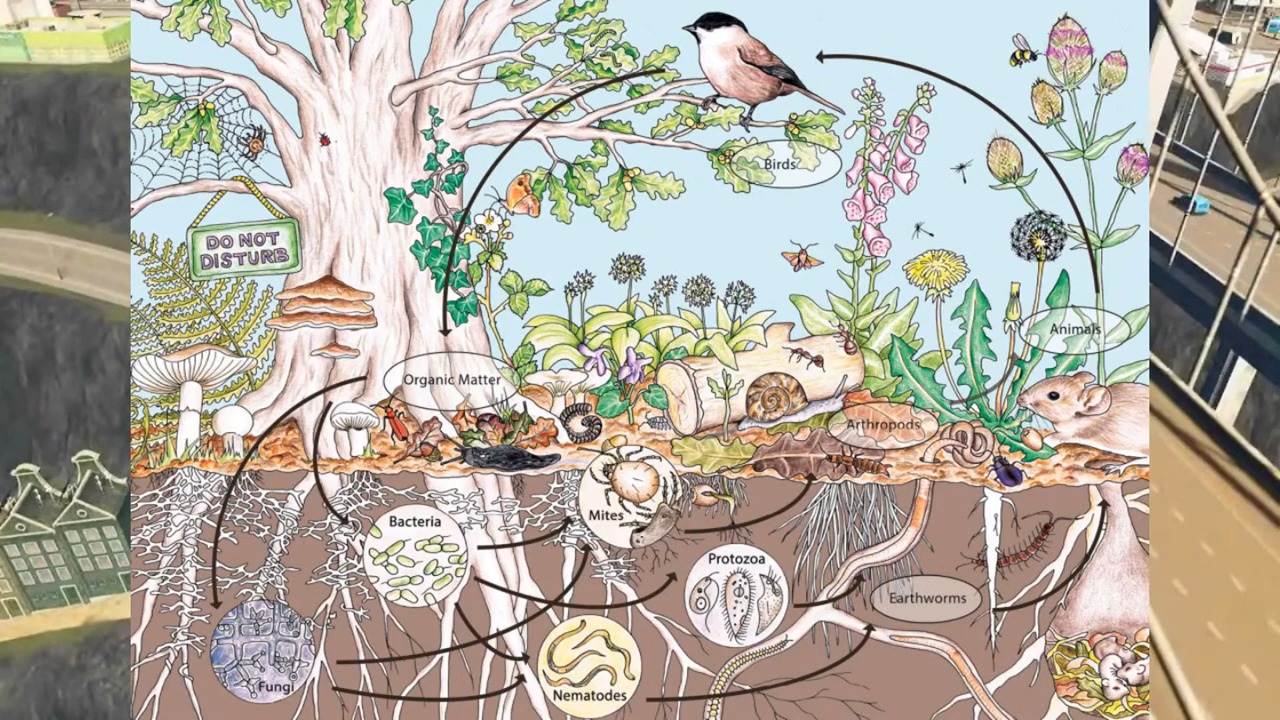 Birds
DO NOT
DISTURB
Animals
Organic Matter
Arthropods
Mites
Bacteria
Protozoa
Earthworms
Fungi
Nematodes